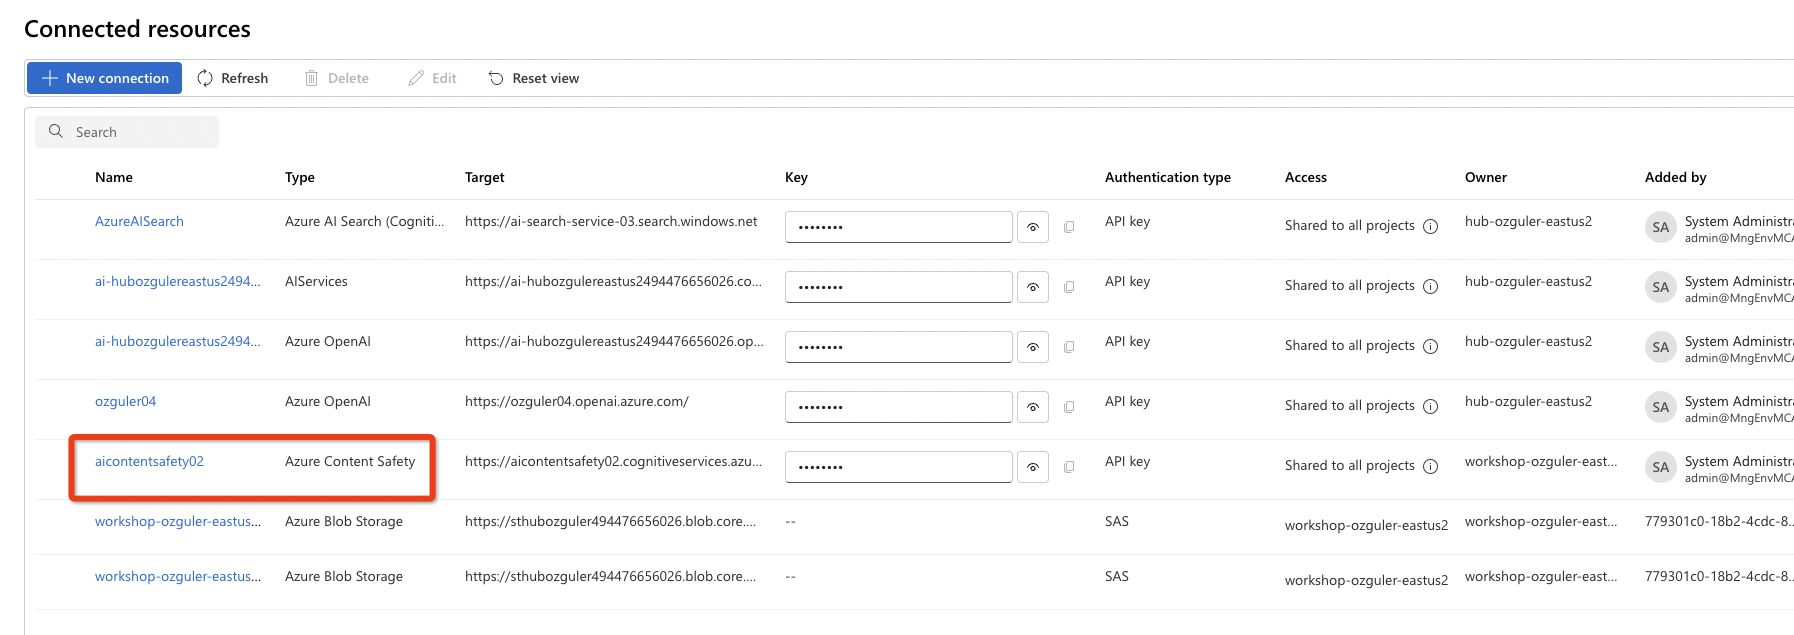 Connected resources
New connection Refresh Delete Edit Reset view
Search
Name Type Target Key Authentication type Access Owner Added by
AzureAISearch Azure AI Search (Cogniti... https://ai-search-service-03.search.windows.net •••••••• API key Shared to all projects hub-ozguler-eastus2 SA System Administra
admin@MngEnvMCA
ai-hubozgulereastus2494... AIServices https://ai-hubozgulereastus2494476656026.co... •••••••• API key Shared to all projects hub-ozguler-eastus2 SA System Administra
admin@MngEnvMCA
ai-hubozgulereastus2494... Azure OpenAI https://ai-hubozgulereastus2494476656026.op... •••••••• API key Shared to all projects hub-ozguler-eastus2 SA System Administra
admin@MngEnvMCA
ozguler04 Azure OpenAI https://ozguler04.openai.azure.com/ •••••••• API key Shared to all projects hub-ozguler-eastus2 SA System Administra
admin@MngEnvMCA
aicontentsafety02 Azure Content Safety https://aicontentsafety02.cognitiveservices.azu... •••••••• API key Shared to all projects workshop-ozguler-east... SA System Administra
admin@MngEnvMCA
workshop-ozguler-eastus... Azure Blob Storage https://sthubozguler494476656026.blob.core.... -- SAS workshop-ozguler-eastus2 workshop-ozguler-east... 779301c0-18b2-4cdc-8...
workshop-ozguler-eastus... Azure Blob Storage https://sthubozguler494476656026.blob.core.... -- SAS workshop-ozguler-eastus2 workshop-ozguler-east... 779301c0-18b2-4cdc-8...